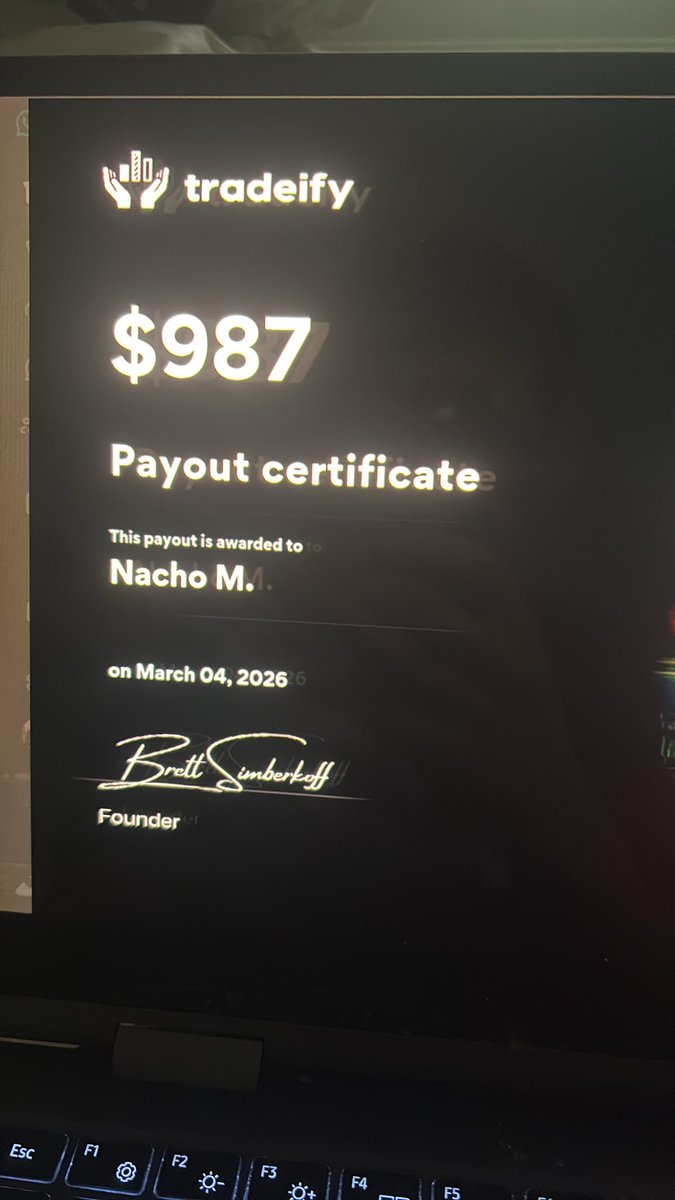 tradeify
$987
Payout certificate
This payout is awarded to
Nacho M.
on March 04, 2026
Brett Simberkoff
Founder
Esc
F1
F2
F3
F4
F5